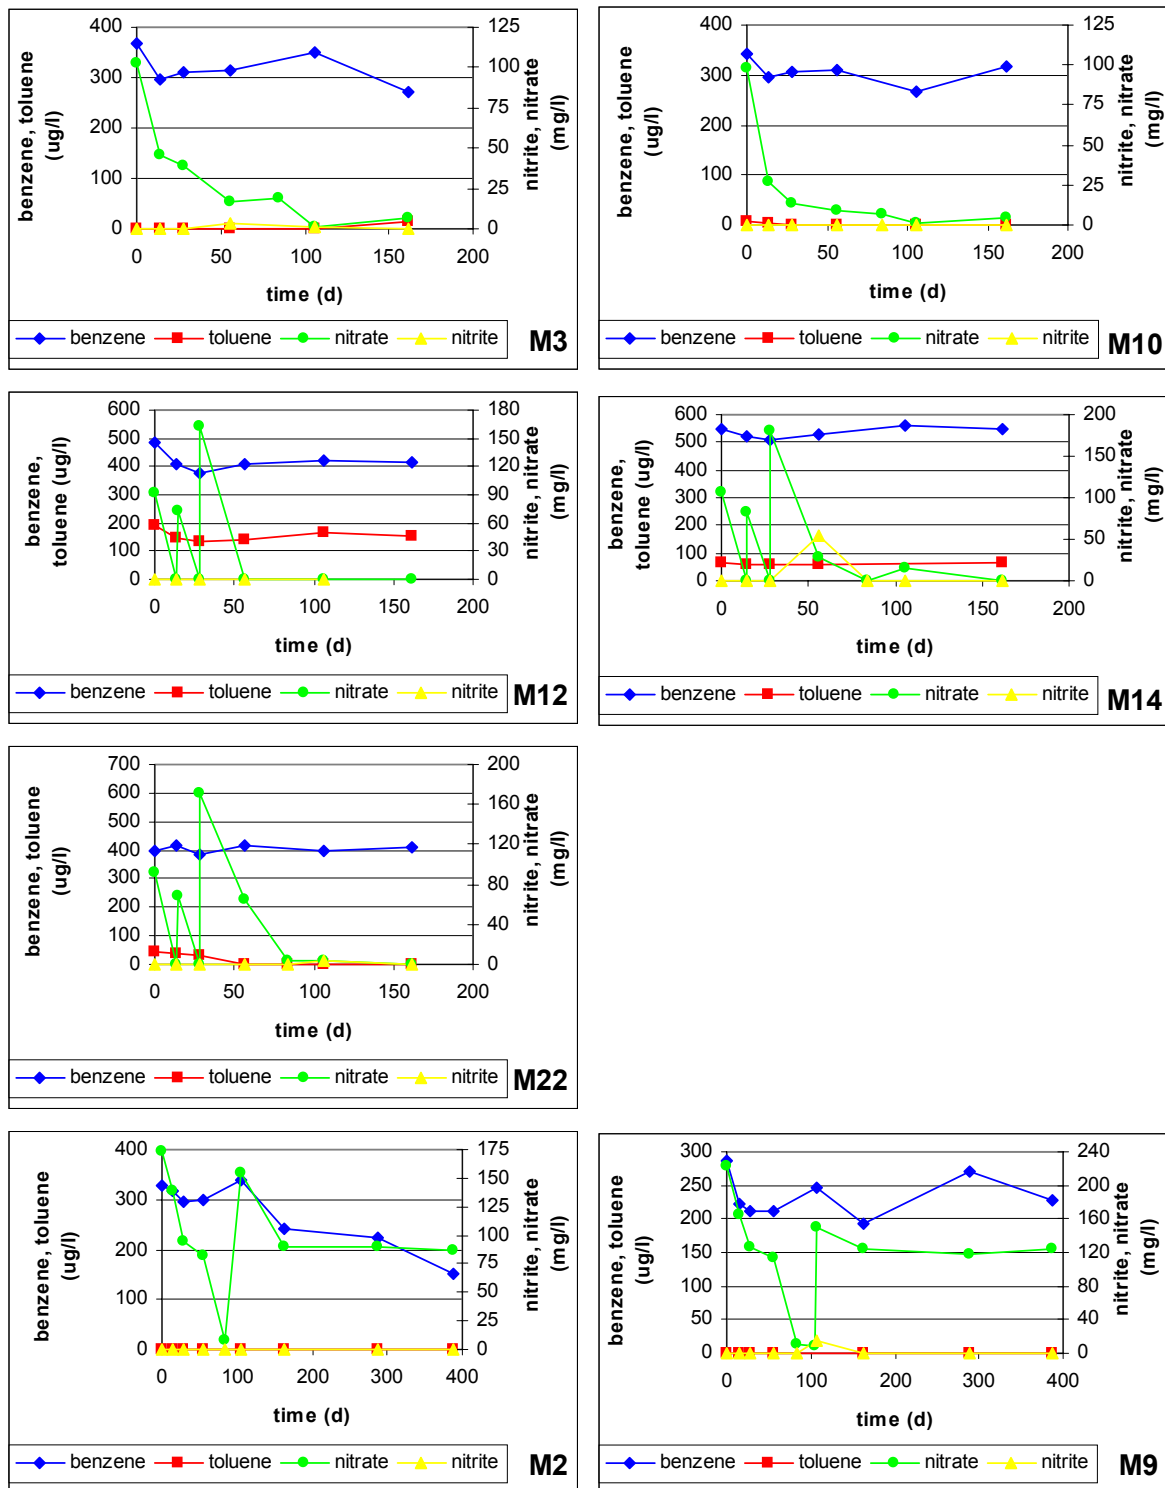 400
300
200
100
0
benzene, toluene
(ug/l)
125
100
75
50
25
0
nitrite, nitrate
(mg/l)
0 50 100 150 200
time (d)
benzene toluene nitrate nitrite
M3
400
300
200
100
0
benzene, toluene
(ug/l)
125
100
75
50
25
0
nitrite, nitrate
(mg/l)
0 50 100 150 200
time (d)
benzene toluene nitrate nitrite
M10
600
500
400
300
200
100
0
benzene,
toluene (ug/l)
180
150
120
90
60
30
0
nitrite, nitrate
(mg/l)
0 50 100 150 200
time (d)
benzene toluene nitrate nitrite
M12
600
500
400
300
200
100
0
benzene,
toluene (ug/l)
200
150
100
50
0
nitrite, nitrate
(mg/l)
0 50 100 150 200
time (d)
benzene toluene nitrate nitrite
M14
700
600
500
400
300
200
100
0
benzene, toluene
(ug/l)
200
160
120
80
40
0
nitrite, nitrate
(mg/l)
0 50 100 150 200
time (d)
benzene toluene nitrate nitrite
M22
400
300
200
100
0
benzene, toluene
(ug/l)
175
150
125
100
75
50
25
0
nitrite, nitrate
(mg/l)
0 100 200 300 400
time (d)
benzene toluene nitrate nitrite
M2
300
250
200
150
100
50
0
benzene, toluene
(ug/l)
240
200
160
120
80
40
0
nitrite, nitrate
(mg/l)
0 100 200 300 400
time (d)
benzene toluene nitrate nitrite
M9